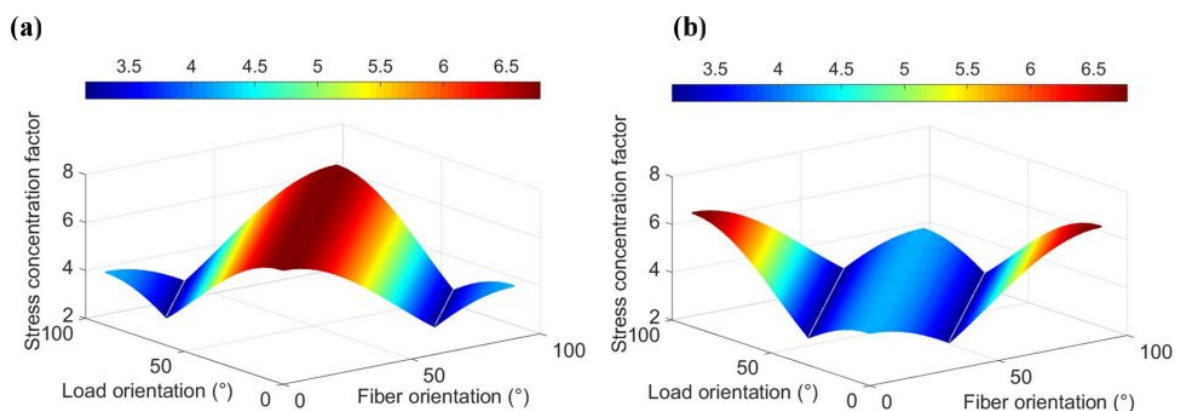 (a)
3.5 4 4.5 5 5.5 6 6.5
Stress concentration factor
8
6
4
2
100
50
0
Load orientation (°)
0
50
100
Fiber orientation (°)
(b)
3.5 4 4.5 5 5.5 6 6.5
Stress concentration factor
8
6
4
2
100
50
0
Load orientation (°)
0
50
100
Fiber orientation (°)